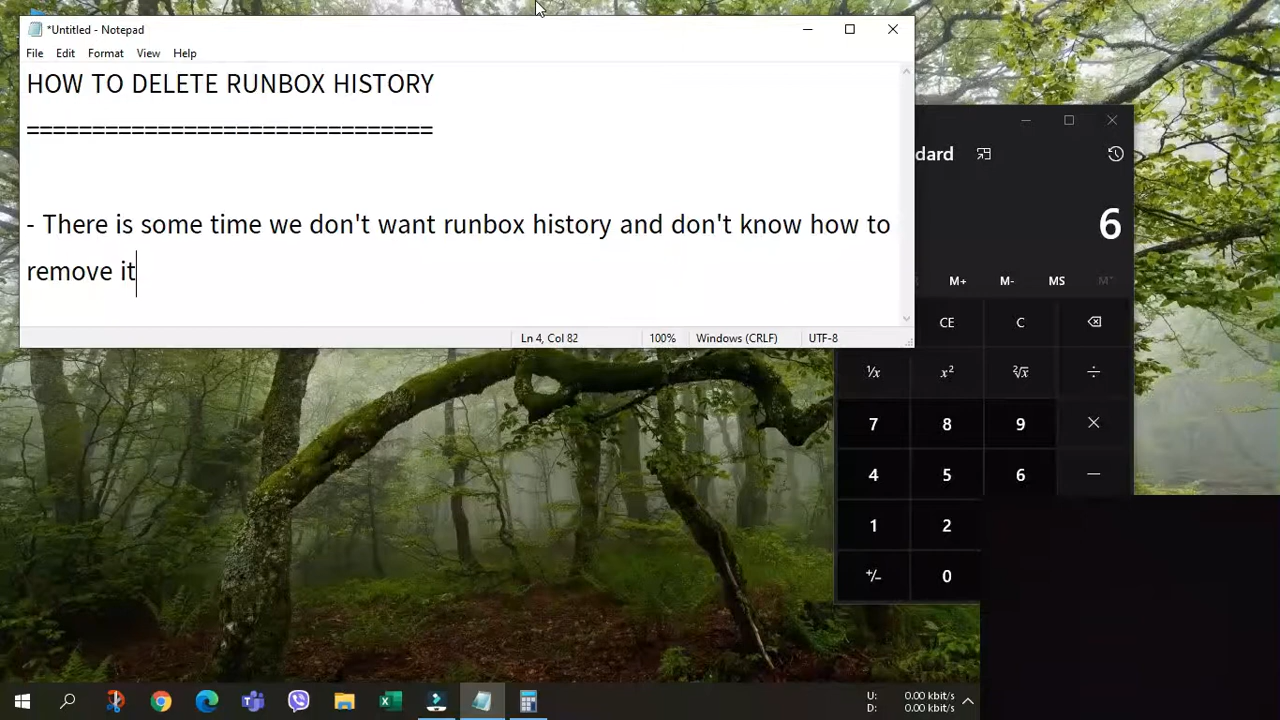 *Untitled - Notepad
File Edit Format View Help
HOW TO DELETE RUNBOX HISTORY
===============================
- There is some time we don't want runbox history and don't know how to
remove it
Ln 4, Col 82 100% Windows (CRLF) UTF-8
dard
6
M+ M- MS
CE C
¹/x x² ²√x ÷
7 8 9 ×
4 5 6 −
1 2
+/- 0
U: 0.00 kbit/s
D: 0.00 kbit/s